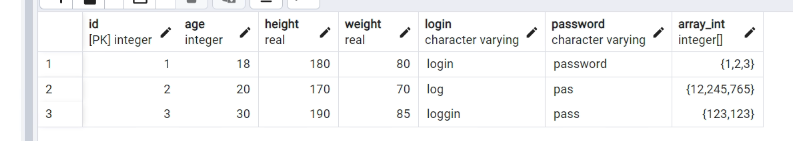 id age height weight login password array_int
[PK] integer integer real real character varying character varying integer[]
1 1 18 180 80 login password {1,2,3}
2 2 20 170 70 log pas {12,245,765}
3 3 30 190 85 loggin pass {123,123}